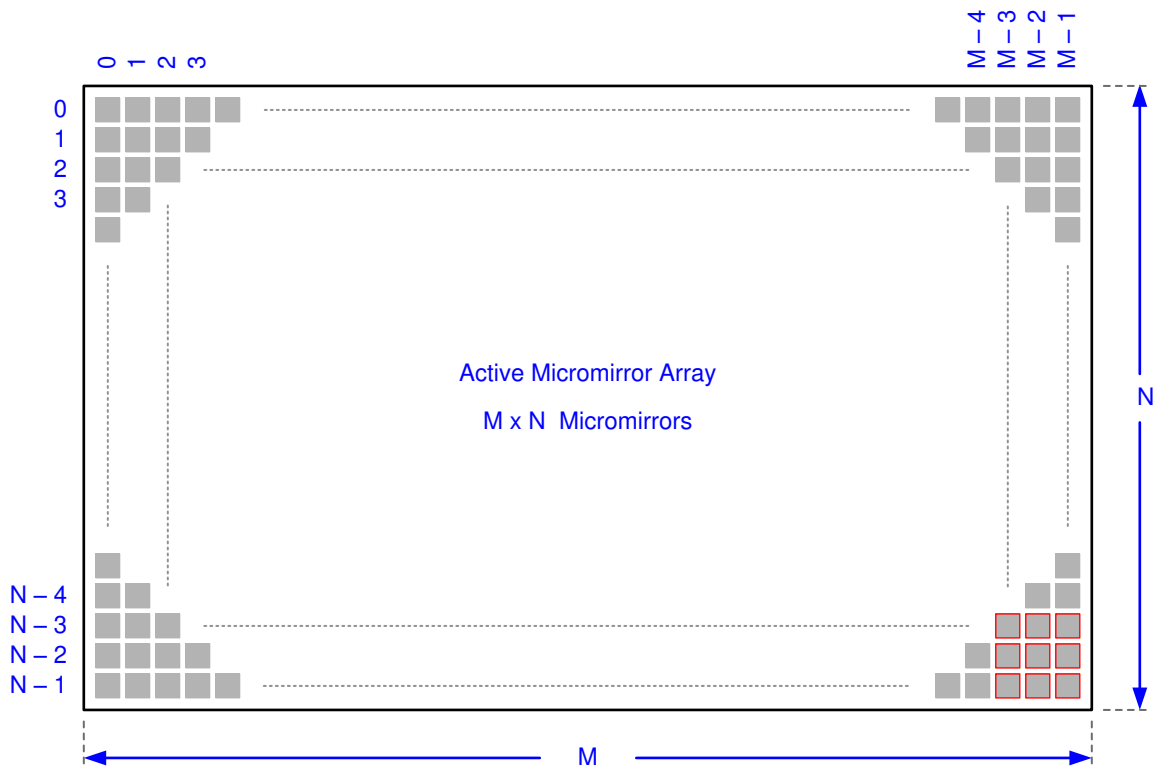 0 1 2 3
M – 4 M – 3 M – 2 M – 1
0
1
2
3
Active Micromirror Array
M x N Micromirrors
N
N – 4
N – 3
N – 2
N – 1
M